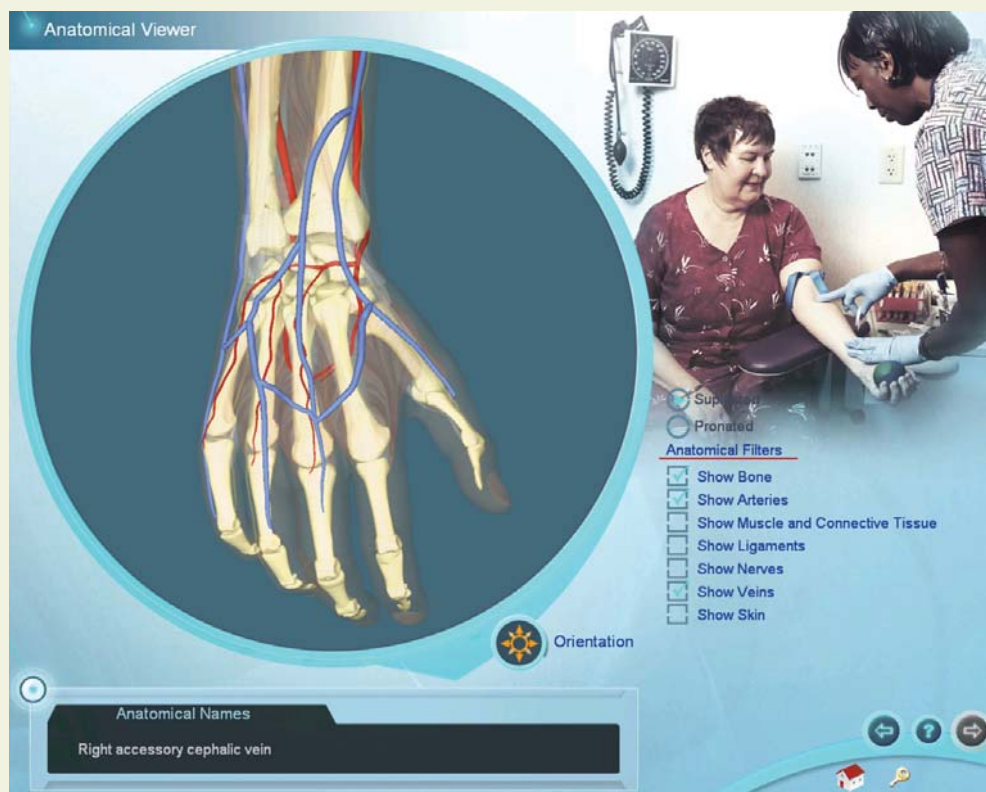 Anatomical Viewer
Supinated
Pronated
Anatomical Filters
Show Bone
Show Arteries
Show Muscle and Connective Tissue
Show Ligaments
Show Nerves
Show Veins
Show Skin
Orientation
Anatomical Names
Right accessory cephalic vein
?